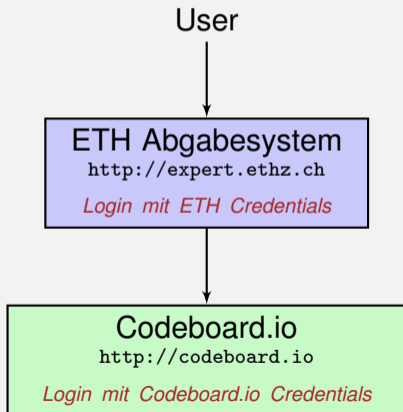 User
ETH Abgabesystem
http://expert.ethz.ch
Login mit ETH Credentials
Codeboard.io
http://codeboard.io
Login mit Codeboard.io Credentials